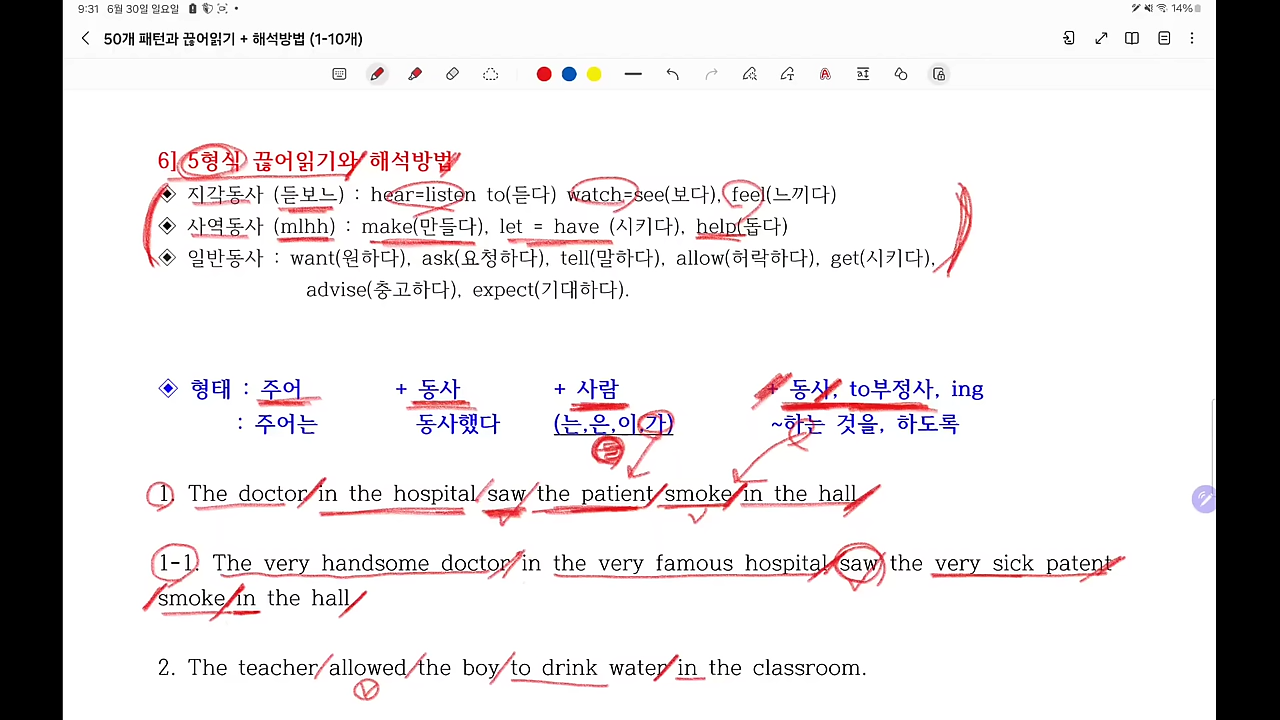 9:31 6월 30일 일요일
14%
50개 패턴과 끊어읽기 + 해석방법 (1-10개)
6] 5형식 끊어읽기와 해석방법
◈ 지각동사 (듣보느) : hear=listen to(듣다) watch=see(보다), feel(느끼다)
◈ 사역동사 (mlhh) : make(만들다), let = have (시키다), help(돕다)
◈ 일반동사 : want(원하다), ask(요청하다), tell(말하다), allow(허락하다), get(시키다),
advise(충고하다), expect(기대하다).
◈ 형태 : 주어 + 동사 + 사람 + 동사, to부정사, ing
: 주어는 동사했다 (는,은,이,가) ~하는 것을, 하도록
1. The doctor in the hospital saw the patient smoke in the hall
1-1. The very handsome doctor in the very famous hospital saw the very sick patent
smoke in the hall
2. The teacher allowed the boy to drink water in the classroom.